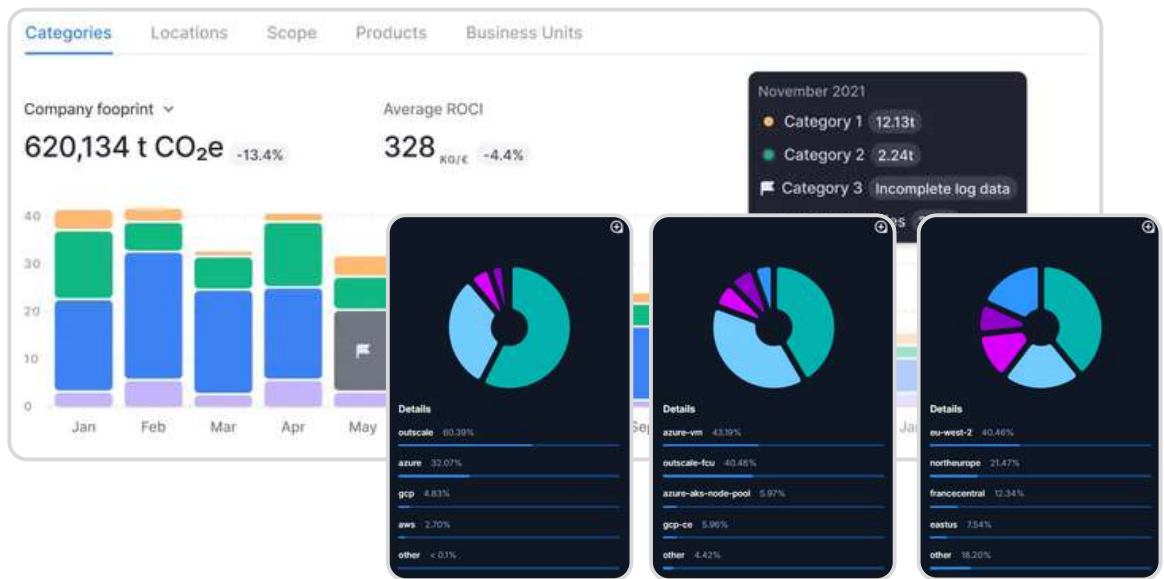 Categories Locations Scope Products Business Units
Company fooprint
Average ROCI
620,134 t CO₂e -13.4%
328 KG/€ -4.4%
November 2021
Category 1 12.13t
Category 2 2.24t
Category 3 Incomplete log data
40
30
20
10
0
Jan Feb Mar Apr May
Details
outscale 60.39%
azure 32.07%
gcp 4.83%
aws 2.70%
other < 0.1%
Details
azure-vm 43.19%
outscale-fcu 40.46%
azure-aks-node-pool 5.97%
gcp-ce 5.96%
other 4.42%
Details
eu-west-2 40.46%
northeurope 21.47%
francecentral 12.34%
eastus 7.54%
other 18.20%